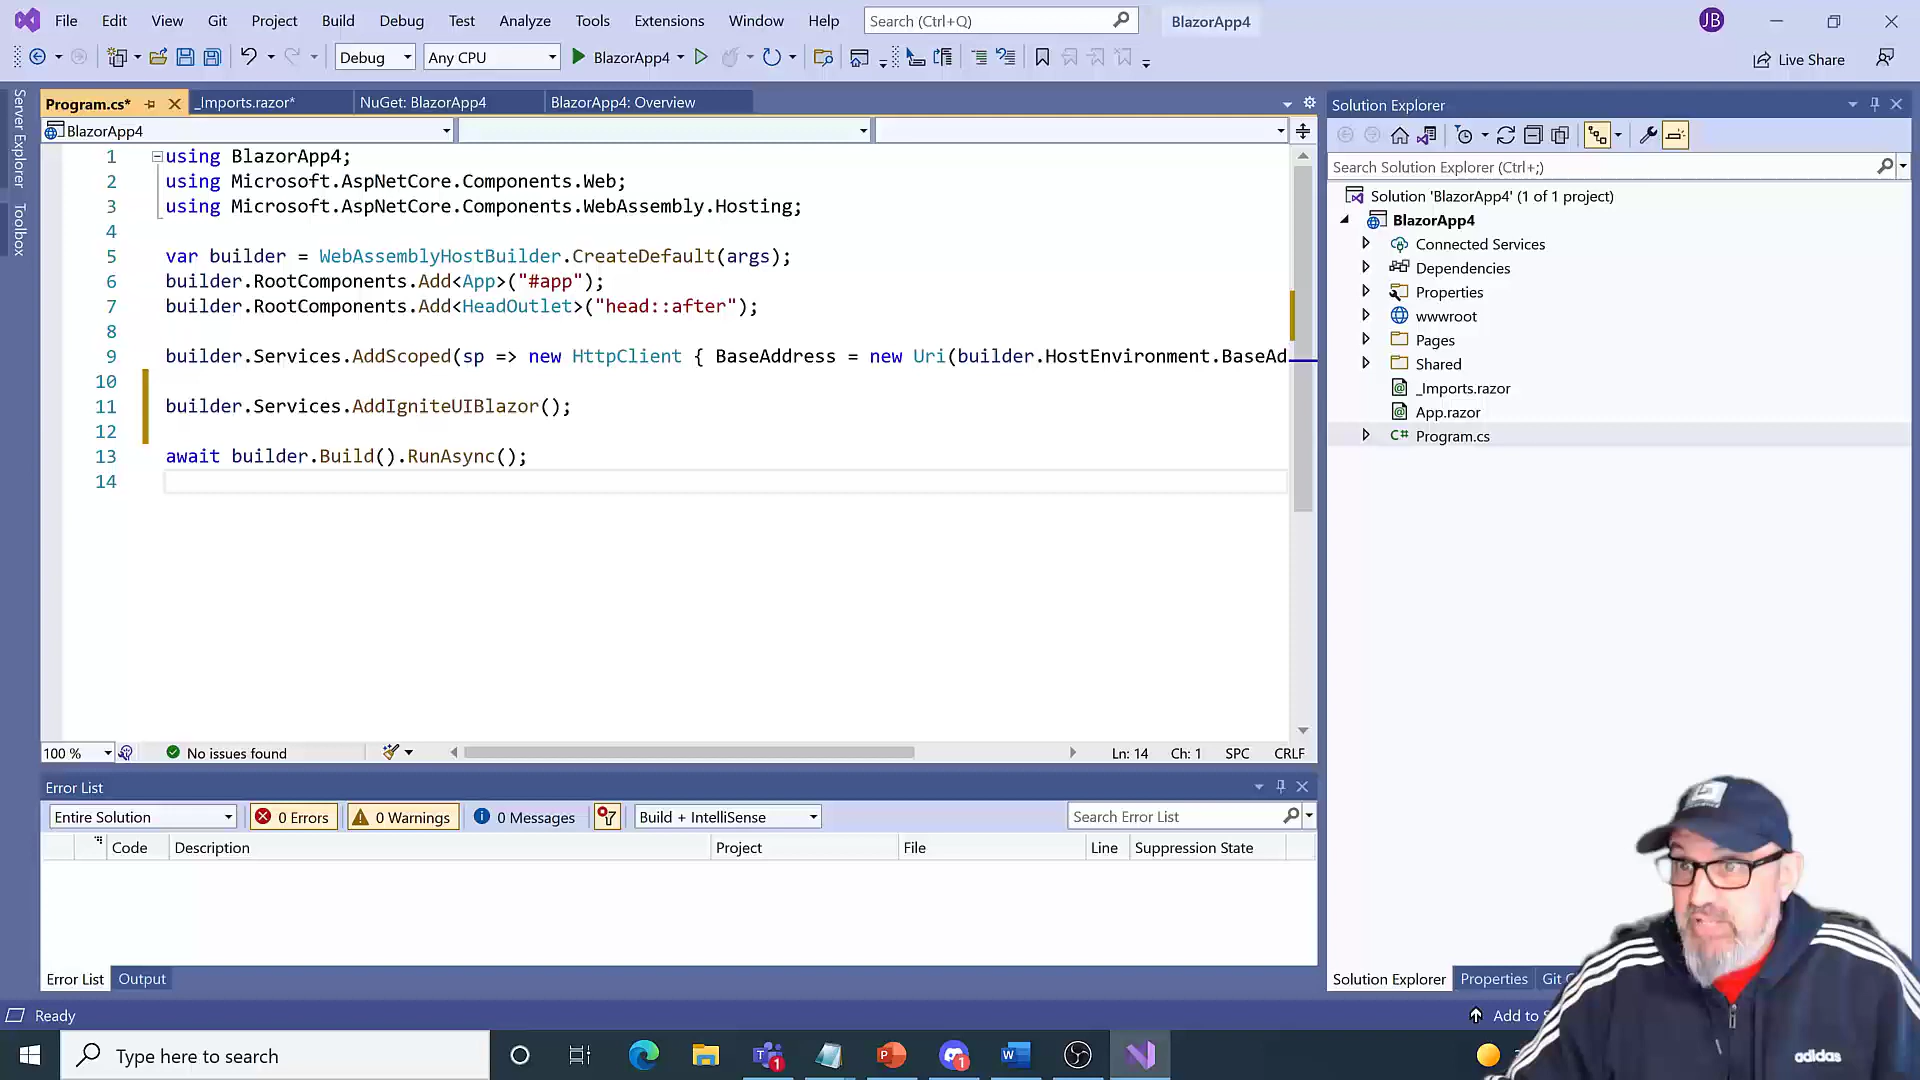 File Edit View Git Project Build Debug Test Analyze Tools Extensions Window Help Search (Ctrl+Q) BlazorApp4 JB
Debug Any CPU BlazorApp4 Live Share
Server Explorer
Toolbox
Program.cs* _Imports.razor* NuGet: BlazorApp4 BlazorApp4: Overview
BlazorApp4
1 using BlazorApp4;
2 using Microsoft.AspNetCore.Components.Web;
3 using Microsoft.AspNetCore.Components.WebAssembly.Hosting;
4
5 var builder = WebAssemblyHostBuilder.CreateDefault(args);
6 builder.RootComponents.Add<App>("#app");
7 builder.RootComponents.Add<HeadOutlet>("head::after");
8
9 builder.Services.AddScoped(sp => new HttpClient { BaseAddress = new Uri(builder.HostEnvironment.BaseAd
10
11 builder.Services.AddIgniteUIBlazor();
12
13 await builder.Build().RunAsync();
14
100 % No issues found Ln: 14 Ch: 1 SPC CRLF
Error List
Entire Solution 0 Errors 0 Warnings 0 Messages Build + IntelliSense Search Error List
Code Description Project File Line Suppression State
Error List Output
Solution Explorer
Search Solution Explorer (Ctrl+;)
Solution 'BlazorApp4' (1 of 1 project)
BlazorApp4
Connected Services
Dependencies
Properties
wwwroot
Pages
Shared
_Imports.razor
App.razor
C# Program.cs
Solution Explorer Properties Git
Ready Add to
Type here to search
1
1
adidas